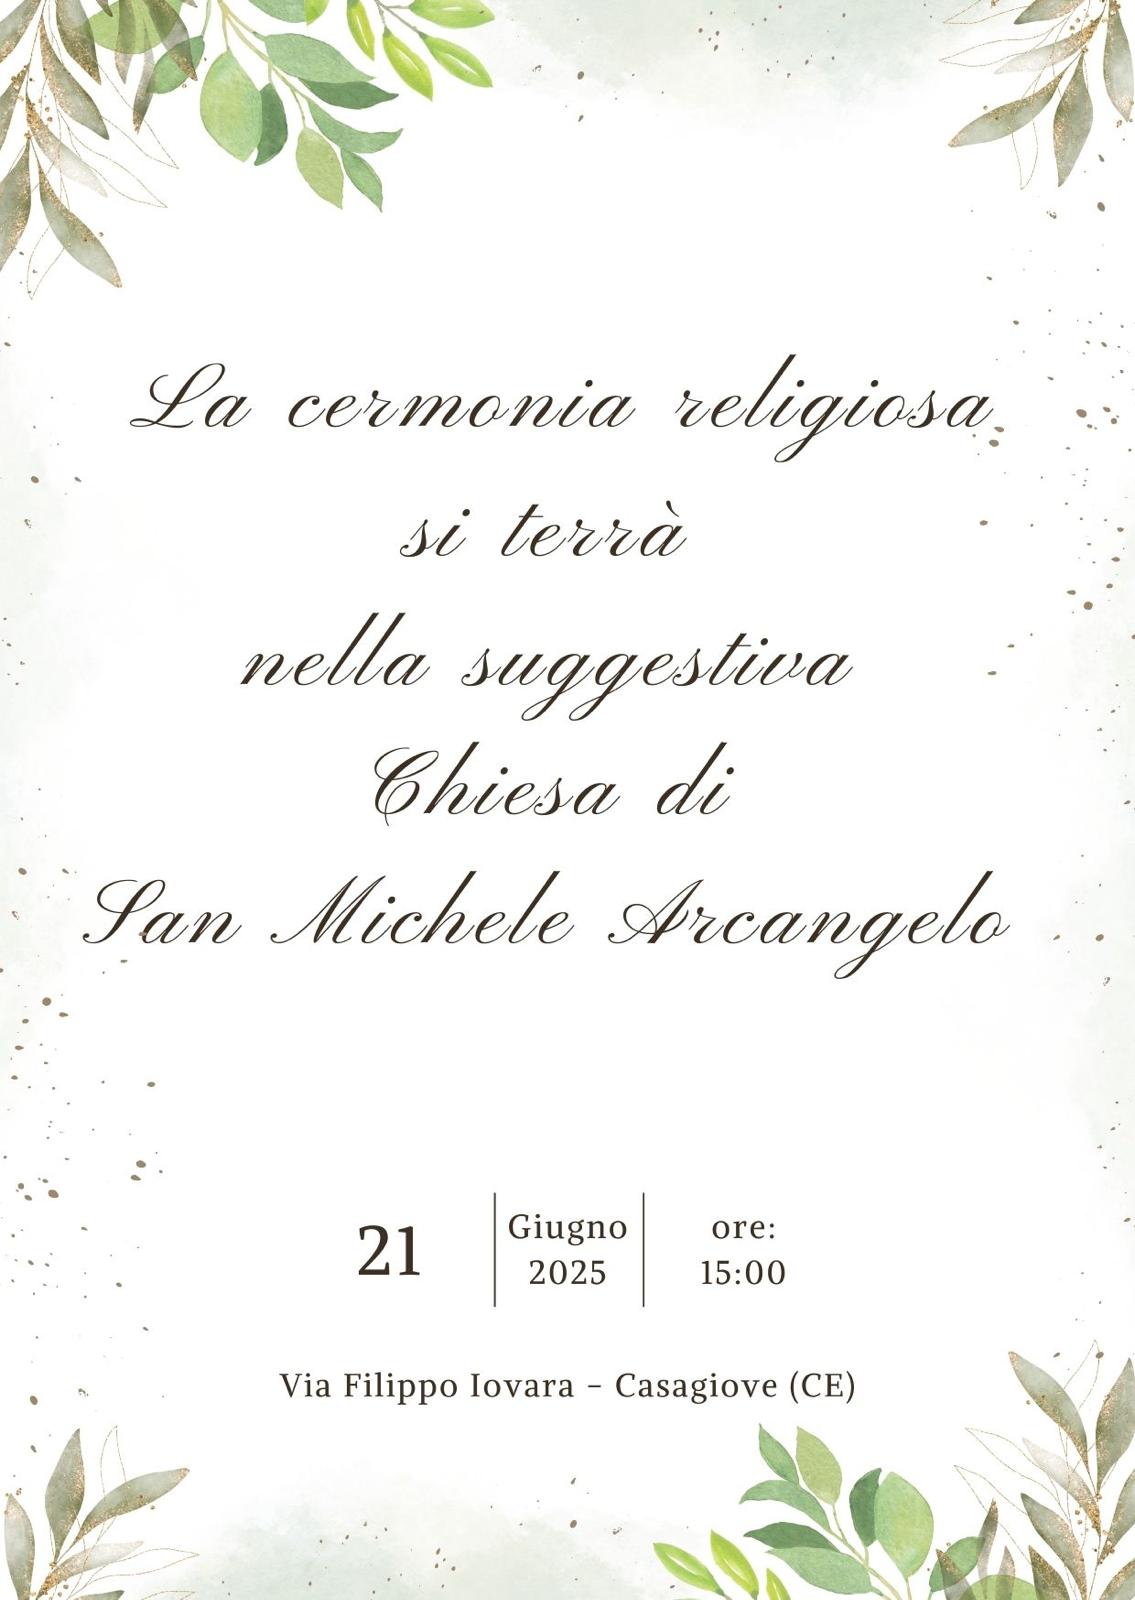 La cermonia religiosa
si terrà
nella suggestiva
Chiesa di
San Michele Arcangelo
21
Giugno
2025
ore:
15:00
Via Filippo Iovara - Casagiove (CE)